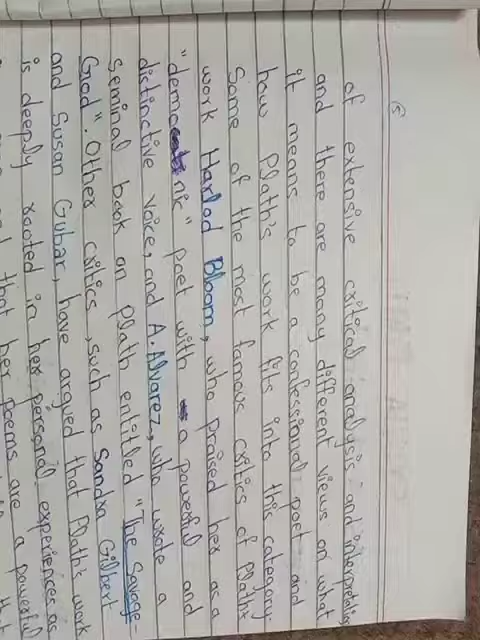 5
of extensive critical analysis and interpretation
and there are many different views on what
it means to be a confessional poet and
how Plath's work fits into this category.
Some of the most famous critics of Plath's
work Harlod Bloom, who praised her as a
"demonic" poet with a powerful and
distinctive voice, and A. Alvarez, who wrote a
seminal book on Plath entitled "The Savage-
God". Other critics, such as Sandra Gilbert
and Susan Gubar, have argued that Plath's work
is deeply rooted in her personal experiences as
that her poems are a powerful